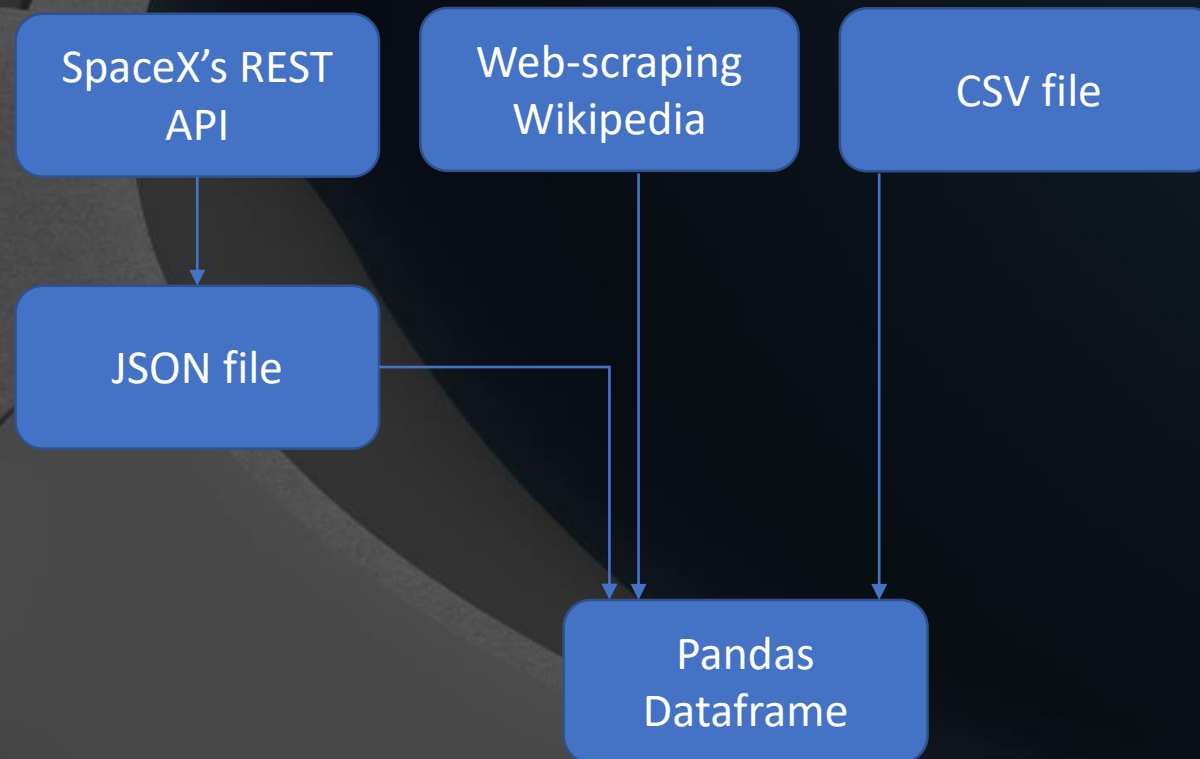 SpaceX’s REST
API
Web-scraping
Wikipedia
CSV file
JSON file
Pandas
Dataframe